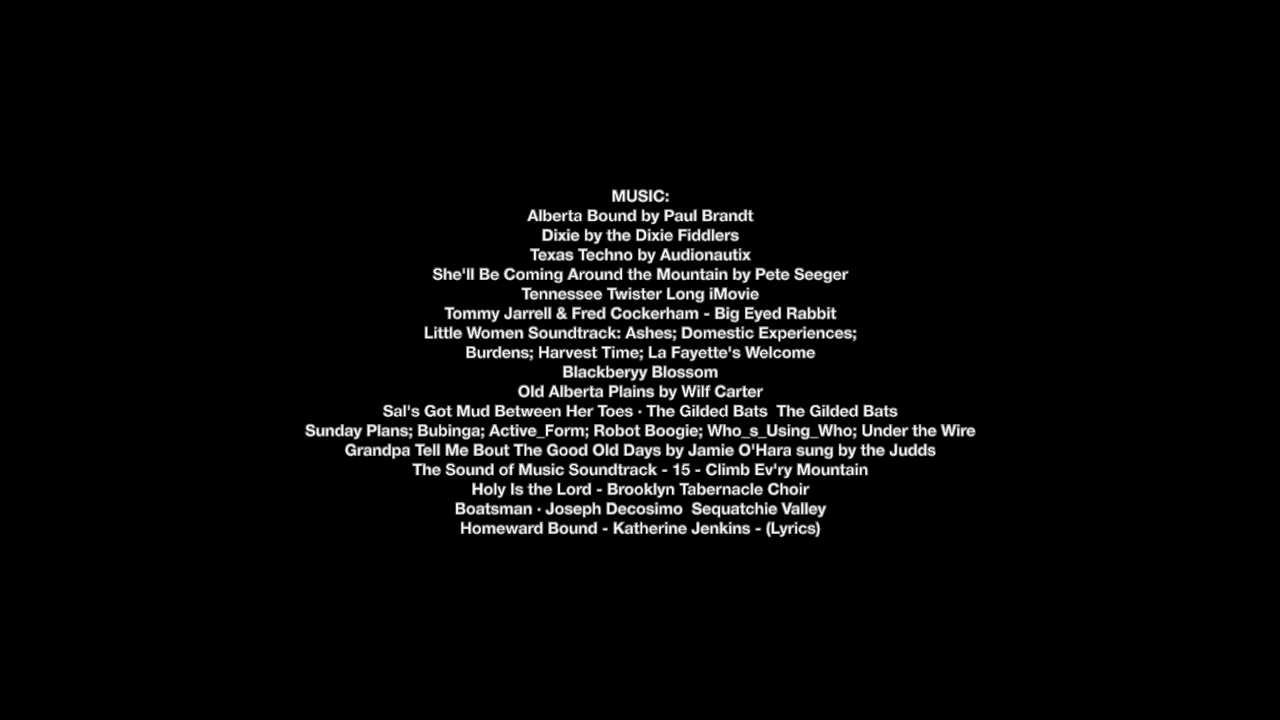 MUSIC:
Alberta Bound by Paul Brandt
Dixie by the Dixie Fiddlers
Texas Techno by Audionautix
She'll Be Coming Around the Mountain by Pete Seeger
Tennessee Twister Long iMovie
Tommy Jarrell & Fred Cockerham - Big Eyed Rabbit
Little Women Soundtrack: Ashes; Domestic Experiences;
Burdens; Harvest Time; La Fayette's Welcome
Blackberyy Blossom
Old Alberta Plains by Wilf Carter
Sal's Got Mud Between Her Toes · The Gilded Bats  The Gilded Bats
Sunday Plans; Bubinga; Active_Form; Robot Boogie; Who_s_Using_Who; Under the Wire
Grandpa Tell Me Bout The Good Old Days by Jamie O'Hara sung by the Judds
The Sound of Music Soundtrack - 15 - Climb Ev'ry Mountain
Holy Is the Lord - Brooklyn Tabernacle Choir
Boatsman · Joseph Decosimo  Sequatchie Valley
Homeward Bound - Katherine Jenkins - (Lyrics)